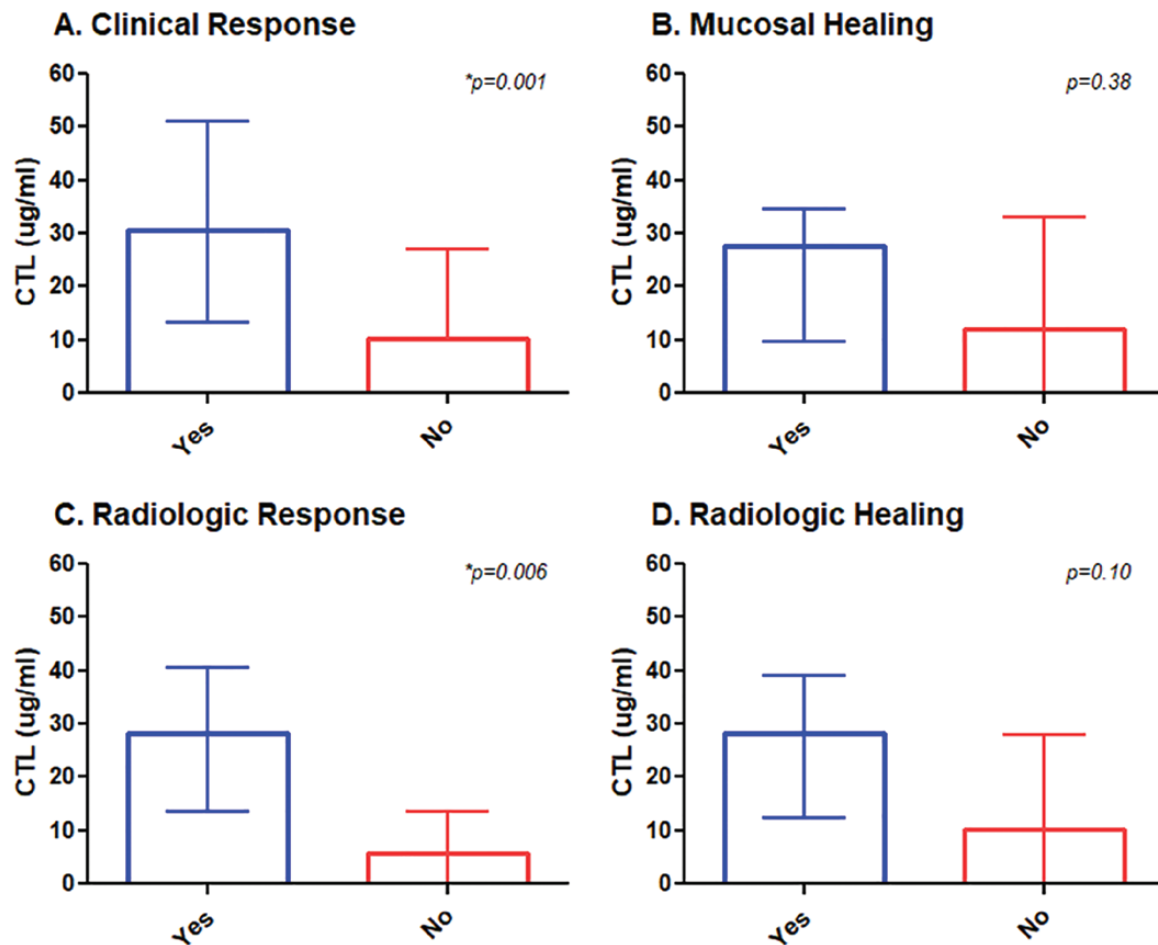 A. Clinical Response
*p=0.001
CTL (ug/ml)
60
50
40
30
20
10
0
Yes
No
B. Mucosal Healing
p=0.38
CTL (ug/ml)
60
50
40
30
20
10
0
Yes
No
C. Radiologic Response
*p=0.006
CTL (ug/ml)
60
50
40
30
20
10
0
Yes
No
D. Radiologic Healing
p=0.10
CTL (ug/ml)
60
50
40
30
20
10
0
Yes
No